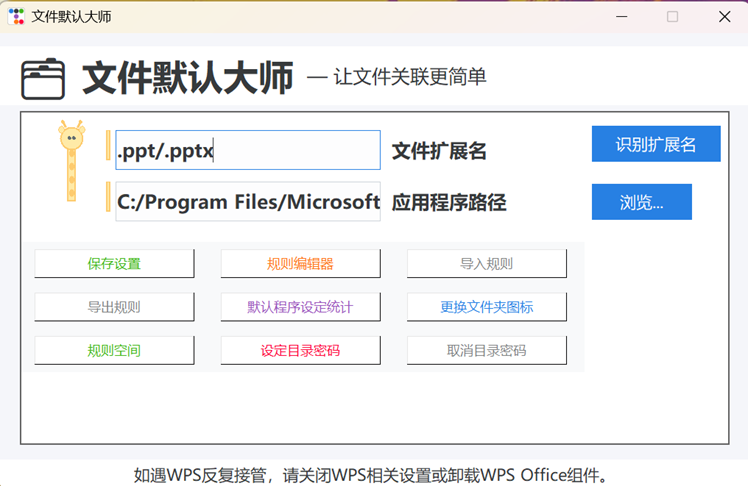 文件默认大师
文件默认大师 — 让文件关联更简单
.ppt/.pptx 文件扩展名 识别扩展名
C:/Program Files/Microsoft 应用程序路径 浏览...
保存设置 规则编辑器 导入规则
导出规则 默认程序设定统计 更换文件夹图标
规则空间 设定目录密码 取消目录密码
如遇WPS反复接管，请关闭WPS相关设置或卸载WPS Office组件。